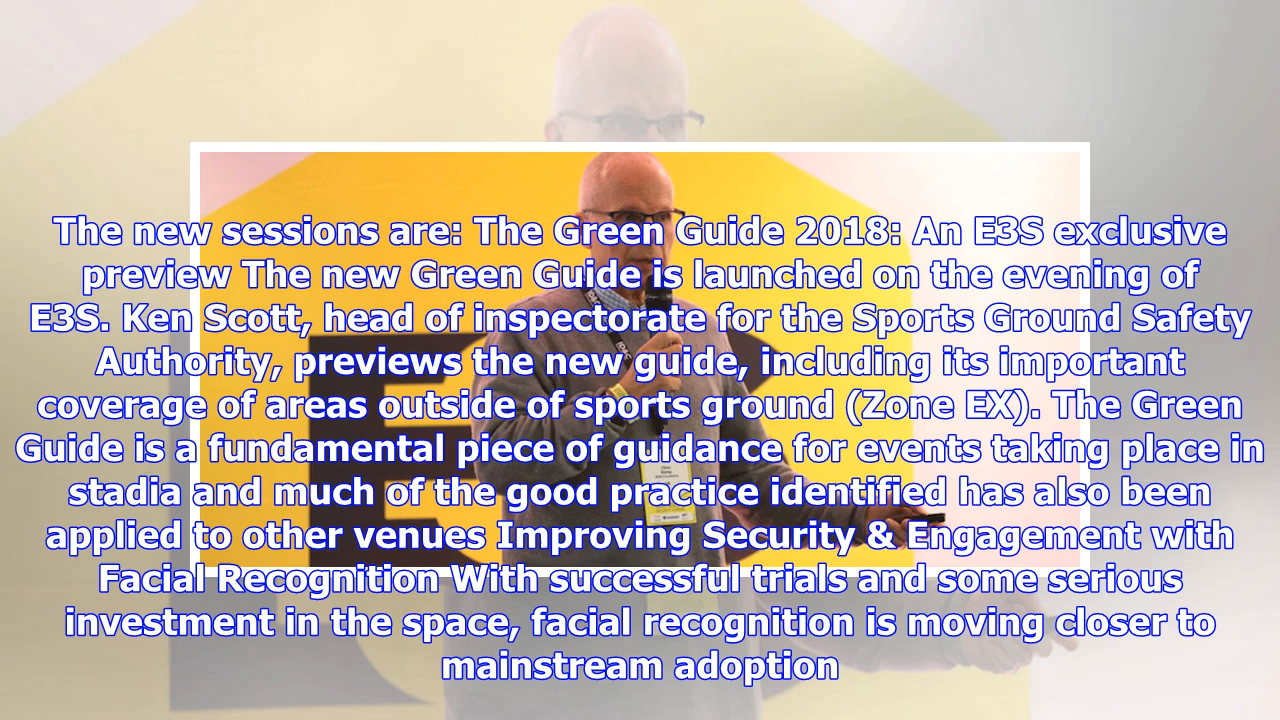 The new sessions are: The Green Guide 2018: An E3S exclusive
preview The new Green Guide is launched on the evening of
E3S. Ken Scott, head of inspectorate for the Sports Ground Safety
Authority, previews the new guide, including its important
coverage of areas outside of sports ground (Zone EX). The Green
Guide is a fundamental piece of guidance for events taking place in
stadia and much of the good practice identified has also been
applied to other venues Improving Security & Engagement with
Facial Recognition With successful trials and some serious
investment in the space, facial recognition is moving closer to
mainstream adoption